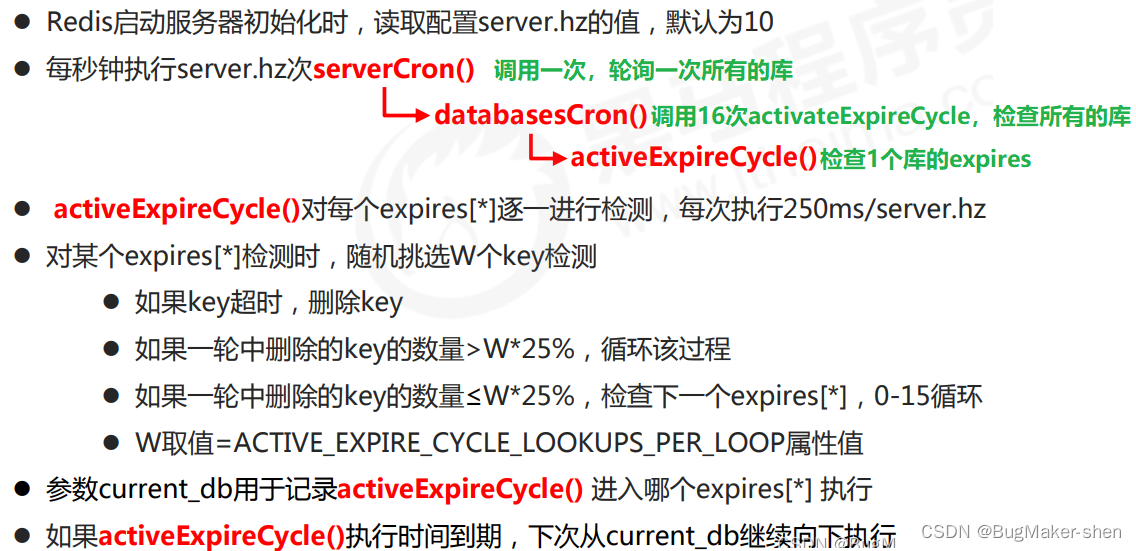 Redis启动服务器初始化时，读取配置server.hz的值，默认为10
每秒钟执行server.hz次serverCron() 调用一次，轮询一次所有的库
databasesCron()调用16次activateExpireCycle，检查所有的库
activeExpireCycle()检查1个库的expires
activeExpireCycle()对每个expires[*]逐一进行检测，每次执行250ms/server.hz
对某个expires[*]检测时，随机挑选W个key检测
如果key超时，删除key
如果一轮中删除的key的数量>W*25%，循环该过程
如果一轮中删除的key的数量≤W*25%，检查下一个expires[*]，0-15循环
W取值=ACTIVE_EXPIRE_CYCLE_LOOKUPS_PER_LOOP属性值
参数current_db用于记录activeExpireCycle() 进入哪个expires[*] 执行
如果activeExpireCycle()执行时间到期，下次从current_db继续向下执行
CSDN @BugMaker-shen